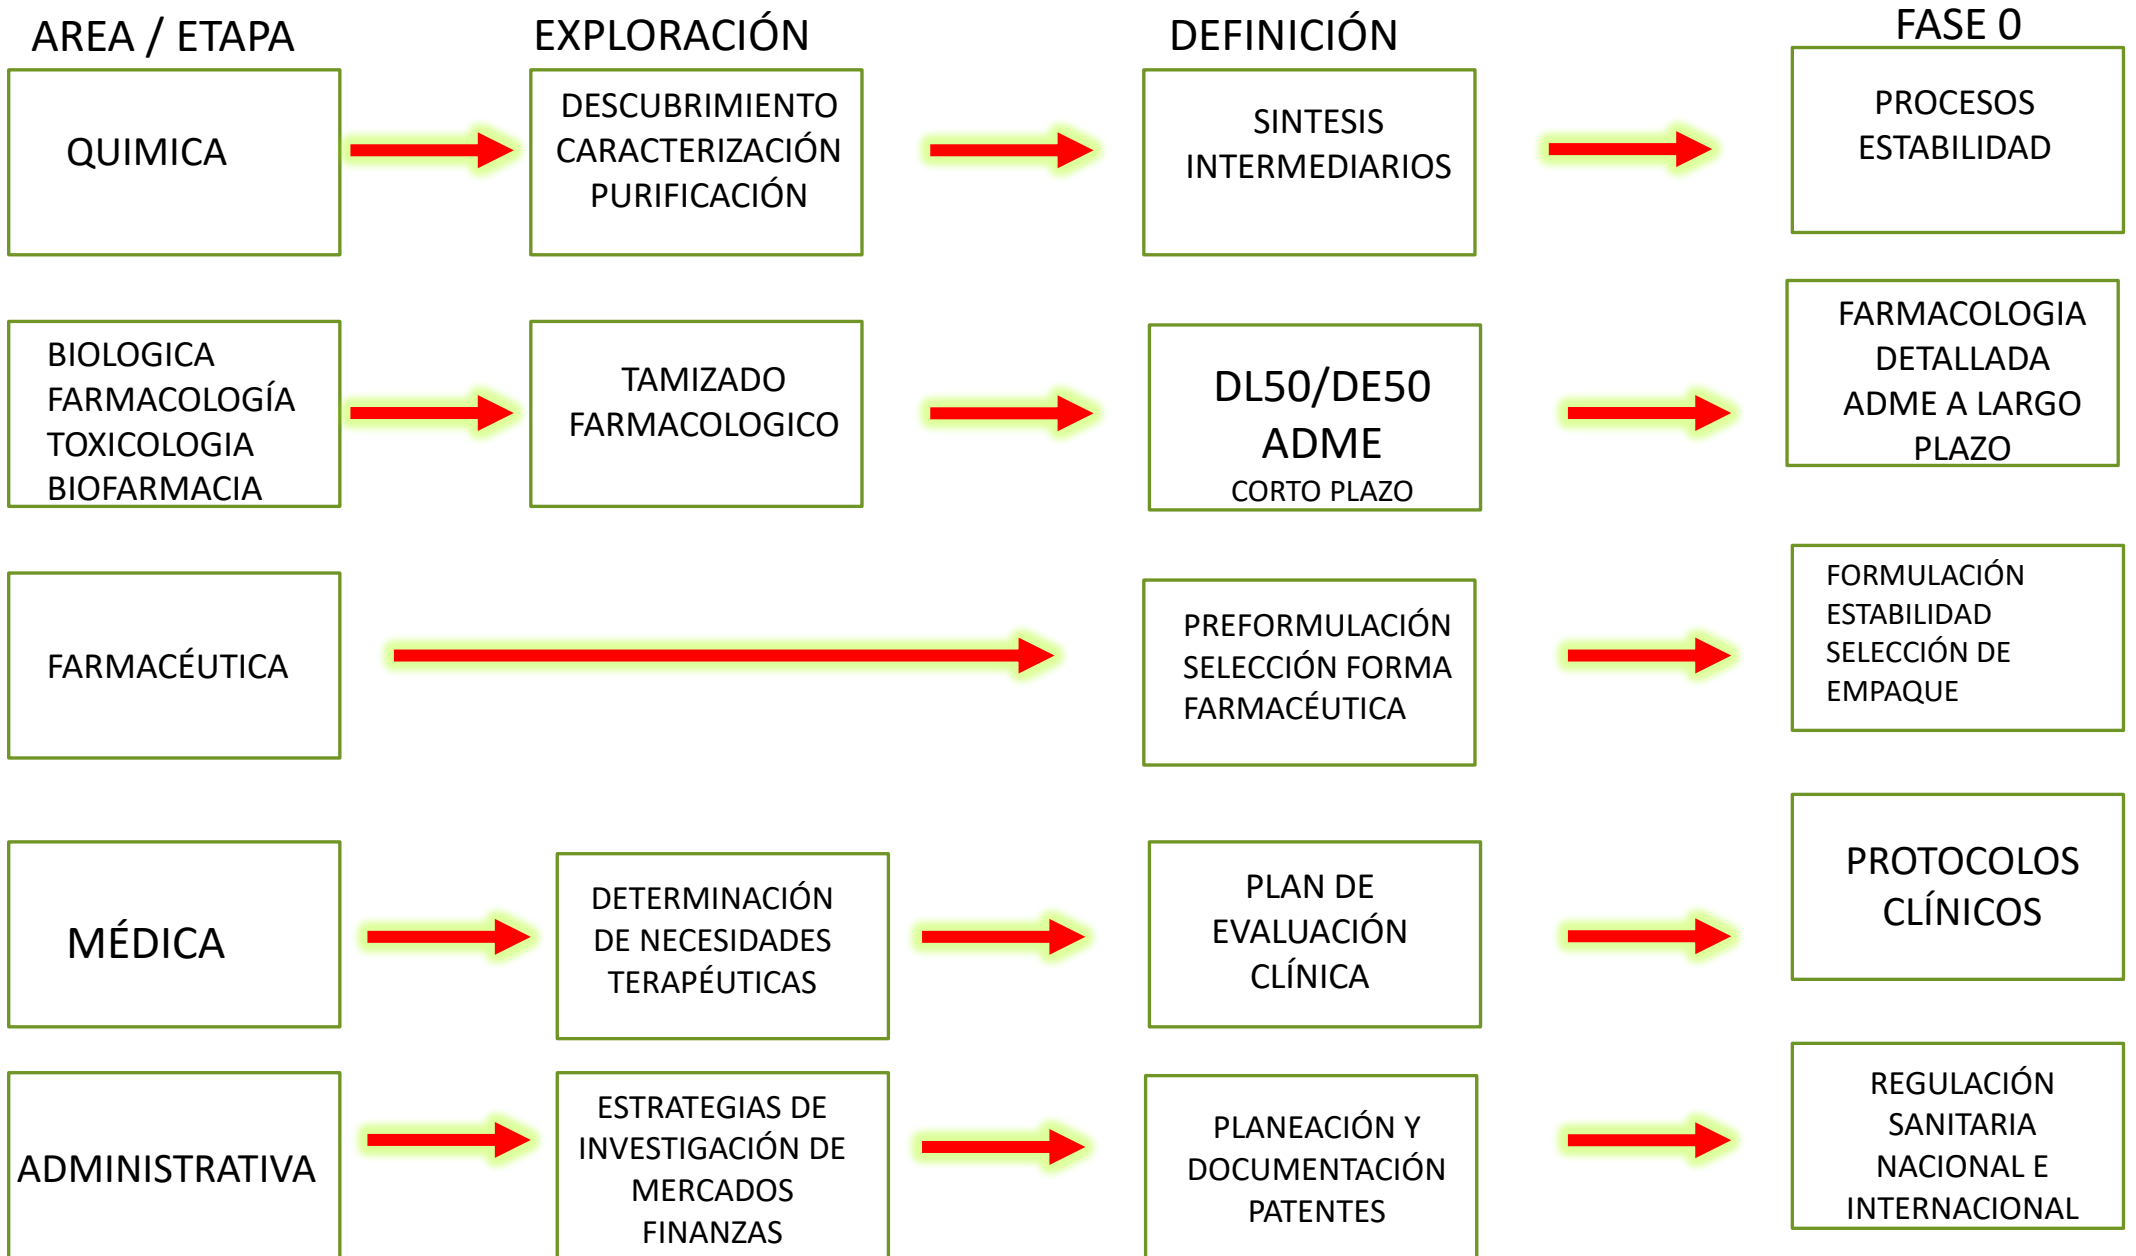 AREA / ETAPA
EXPLORACIÓN
DEFINICIÓN
FASE 0
QUIMICA
DESCUBRIMIENTO
CARACTERIZACIÓN
PURIFICACIÓN
SINTESIS
INTERMEDIARIOS
PROCESOS
ESTABILIDAD
BIOLOGICA
FARMACOLOGÍA
TOXICOLOGIA
BIOFARMACIA
TAMIZADO
FARMACOLOGICO
DL50/DE50
ADME
CORTO PLAZO
FARMACOLOGIA
DETALLADA
ADME A LARGO
PLAZO
FARMACÉUTICA
PREFORMULACIÓN
SELECCIÓN FORMA
FARMACÉUTICA
FORMULACIÓN
ESTABILIDAD
SELECCIÓN DE
EMPAQUE
MÉDICA
DETERMINACIÓN
DE NECESIDADES
TERAPÉUTICAS
PLAN DE
EVALUACIÓN
CLÍNICA
PROTOCOLOS
CLÍNICOS
ADMINISTRATIVA
ESTRATEGIAS DE
INVESTIGACIÓN DE
MERCADOS
FINANZAS
PLANEACIÓN Y
DOCUMENTACIÓN
PATENTES
REGULACIÓN
SANITARIA
NACIONAL E
INTERNACIONAL